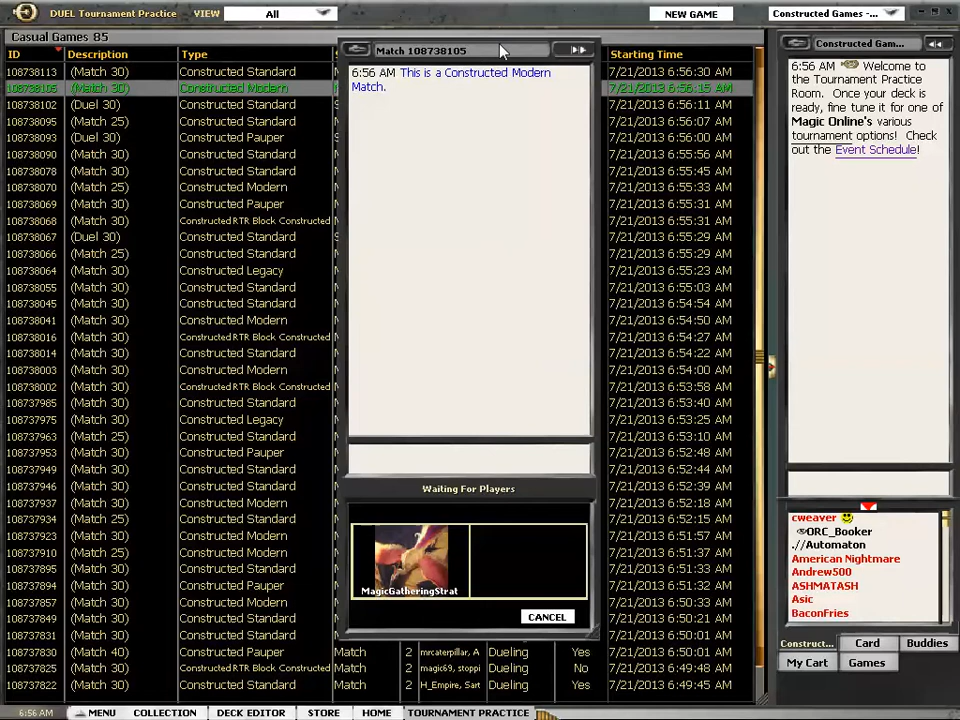 DUEL Tournament Practice VIEW All NEW GAME Constructed Games -...
Casual Games 85
ID Description Type Starting Time
108738113 (Match 30) Constructed Standard 7/21/2013 6:56:30 AM
108738105 (Match 30) Constructed Modern 7/21/2013 6:56:15 AM
108738102 (Duel 30) Constructed Standard 7/21/2013 6:56:11 AM
108738095 (Match 25) Constructed Standard 7/21/2013 6:56:07 AM
108738093 (Duel 30) Constructed Pauper 7/21/2013 6:56:00 AM
108738090 (Match 30) Constructed Standard 7/21/2013 6:55:56 AM
108738078 (Match 30) Constructed Standard 7/21/2013 6:55:45 AM
108738070 (Match 25) Constructed Modern 7/21/2013 6:55:33 AM
108738069 (Match 30) Constructed Pauper 7/21/2013 6:55:31 AM
108738068 (Match 30) Constructed RTR Block Constructed 7/21/2013 6:55:31 AM
108738067 (Duel 30) Constructed Standard 7/21/2013 6:55:29 AM
108738066 (Match 25) Constructed Standard 7/21/2013 6:55:29 AM
108738064 (Match 30) Constructed Legacy 7/21/2013 6:55:23 AM
108738055 (Match 30) Constructed Standard 7/21/2013 6:55:03 AM
108738045 (Match 30) Constructed Standard 7/21/2013 6:54:54 AM
108738041 (Match 30) Constructed Modern 7/21/2013 6:54:50 AM
108738016 (Match 30) Constructed RTR Block Constructed 7/21/2013 6:54:27 AM
108738014 (Match 30) Constructed Standard 7/21/2013 6:54:22 AM
108738003 (Match 30) Constructed Modern 7/21/2013 6:54:00 AM
108738002 (Match 30) Constructed RTR Block Constructed 7/21/2013 6:53:58 AM
108737985 (Match 30) Constructed Standard 7/21/2013 6:53:40 AM
108737975 (Match 30) Constructed Legacy 7/21/2013 6:53:25 AM
108737963 (Match 25) Constructed Standard 7/21/2013 6:53:10 AM
108737953 (Match 30) Constructed Pauper 7/21/2013 6:52:48 AM
108737949 (Match 30) Constructed Standard 7/21/2013 6:52:44 AM
108737946 (Match 30) Constructed Standard 7/21/2013 6:52:39 AM
108737937 (Match 30) Constructed Modern 7/21/2013 6:52:18 AM
108737934 (Match 25) Constructed Standard 7/21/2013 6:52:15 AM
108737923 (Match 30) Constructed Modern 7/21/2013 6:51:57 AM
108737910 (Match 25) Constructed Modern 7/21/2013 6:51:37 AM
108737895 (Match 30) Constructed Standard 7/21/2013 6:51:33 AM
108737894 (Match 30) Constructed Pauper 7/21/2013 6:51:32 AM
108737857 (Match 30) Constructed Modern 7/21/2013 6:50:33 AM
108737849 (Match 30) Constructed Standard 7/21/2013 6:50:21 AM
108737831 (Match 25) Constructed Standard 7/21/2013 6:50:01 AM
108737830 (Match 40) Constructed Pauper Match 2 mrcaterpillar, A Dueling Yes 7/21/2013 6:50:01 AM
108737825 (Match 30) Constructed RTR Block Constructed Match 2 magic69, stoppi Dueling No 7/21/2013 6:49:48 AM
108737822 (Match 30) Constructed Standard Match 2 H_Empire, Sart Dueling Yes 7/21/2013 6:49:45 AM
Match 108738105
6:56 AM This is a Constructed Modern
Match.
Waiting For Players
MagicGatheringStrat
CANCEL
Constructed Gam...
6:56 AM Welcome to
the Tournament Practice
Room. Once your deck is
ready, fine tune it for one of
Magic Online's various
tournament options! Check
out the Event Schedule!
cweaver
ORC_Booker
.//Automaton
American Nightmare
Andrew500
ASHMATASH
Asic
BaconFries
Construct... Card Buddies
My Cart Games
6:56 AM MENU COLLECTION DECK EDITOR STORE HOME TOURNAMENT PRACTICE